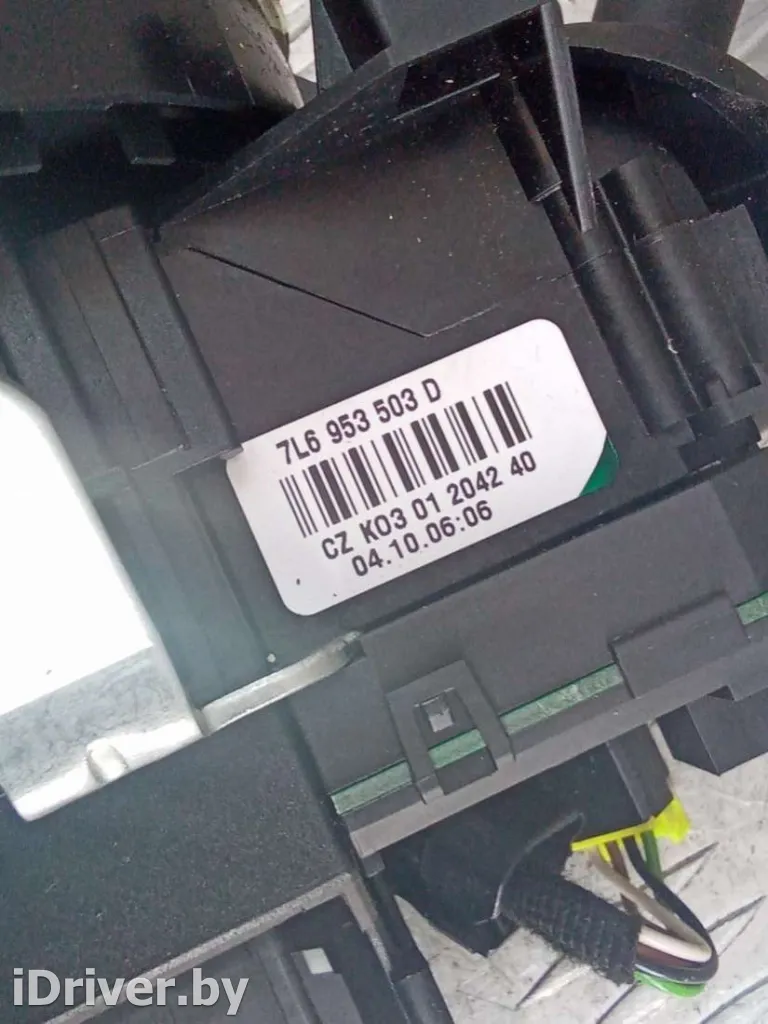 7L6 953 503 D
CZ K03 01 2042 40
04.10.06:06
iDriver.by